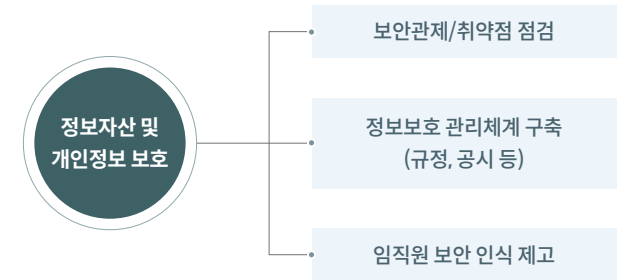 정보자산 및
개인정보 보호
보안관제/취약점 점검
정보보호 관리체계 구축
(규정, 공시 등)
임직원 보안 인식 제고